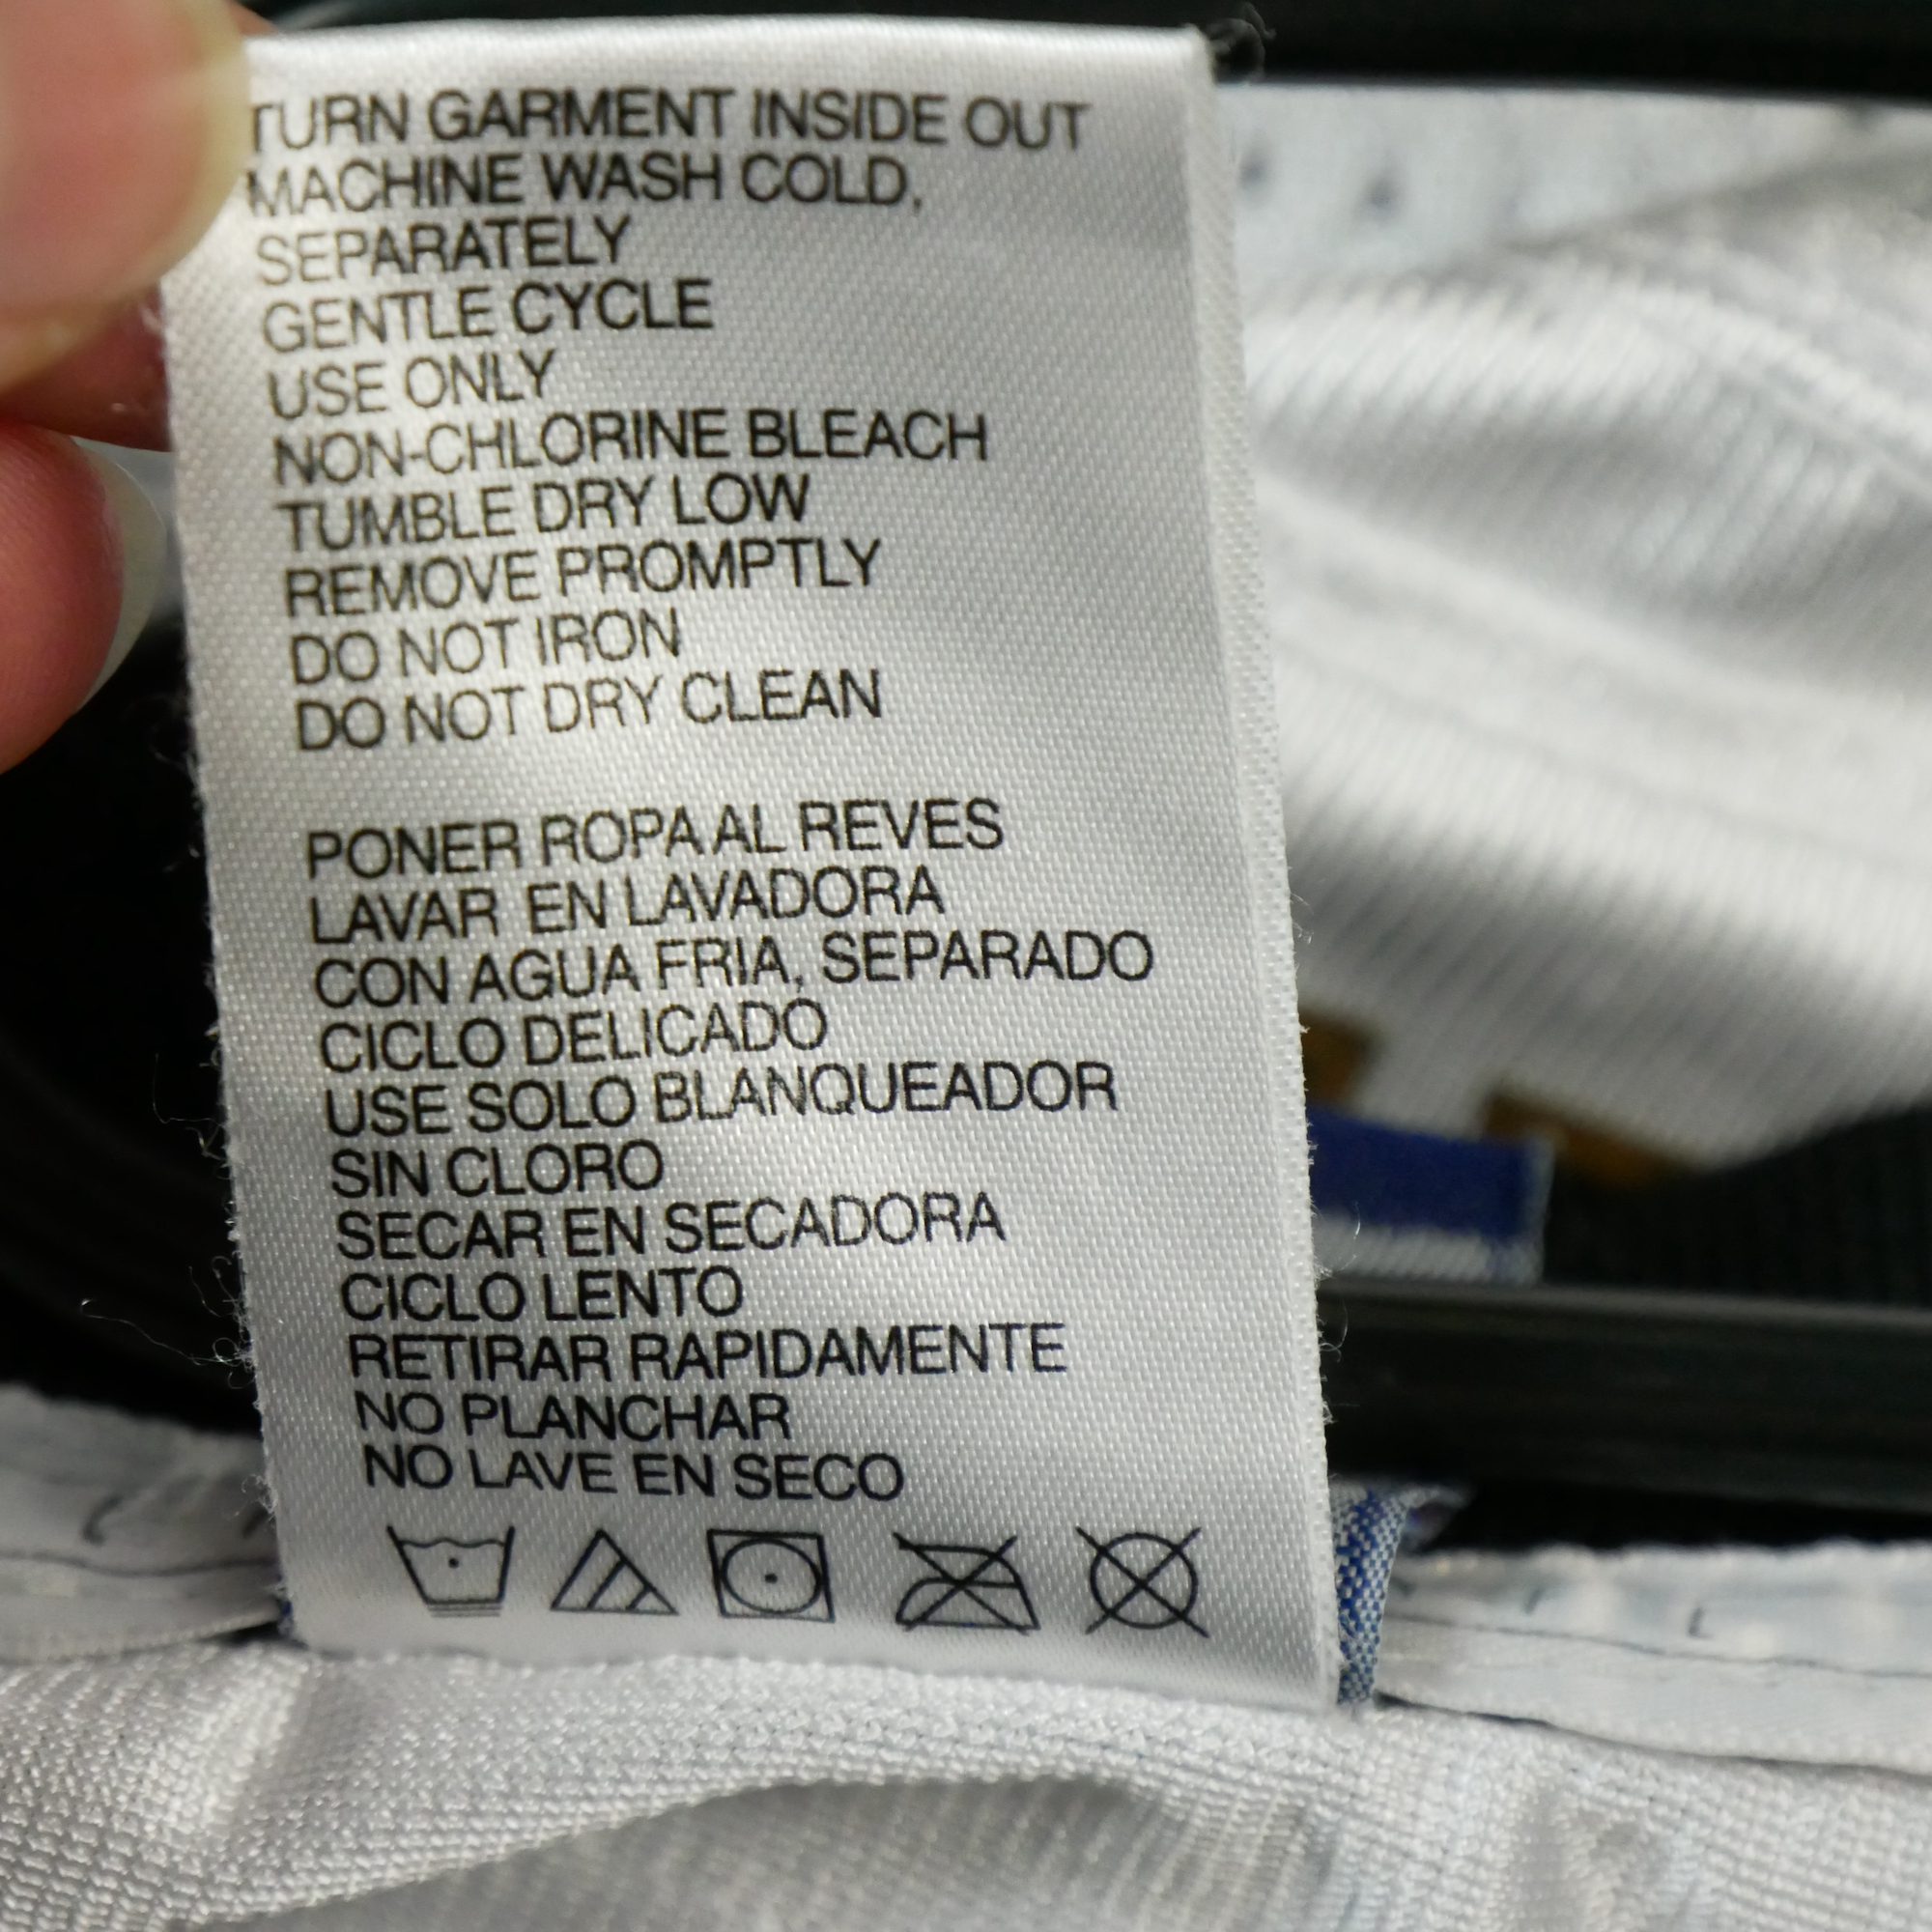 TURN GARMENT INSIDE OUT
MACHINE WASH COLD,
SEPARATELY
GENTLE CYCLE
USE ONLY
NON-CHLORINE BLEACH
TUMBLE DRY LOW
REMOVE PROMPTLY
DO NOT IRON
DO NOT DRY CLEAN
PONER ROPA AL REVES
LAVAR EN LAVADORA
CON AGUA FRIA, SEPARADO
CICLO DELICADO
USE SOLO BLANQUEADOR
SIN CLORO
SECAR EN SECADORA
CICLO LENTO
RETIRAR RAPIDAMENTE
NO PLANCHAR
NO LAVE EN SECO